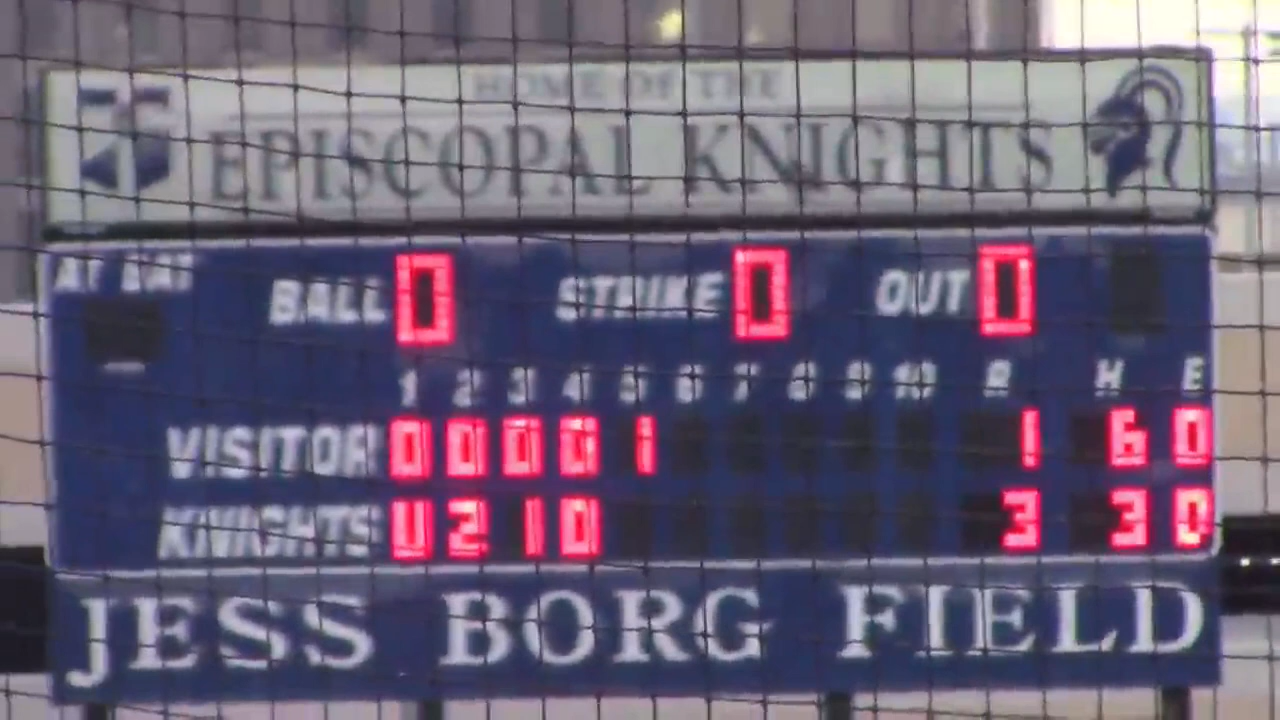 HOME OF THE
EPISCOPAL KNIGHTS
AT BAT
BALL 0 STRIKE 0 OUT 0
1 2 3 4 5 6 7 8 9 10 R H E
VISITOR 0 0 0 0 1 1 6 0
KNIGHTS 0 2 1 0 3 3 0
JESS BORG FIELD